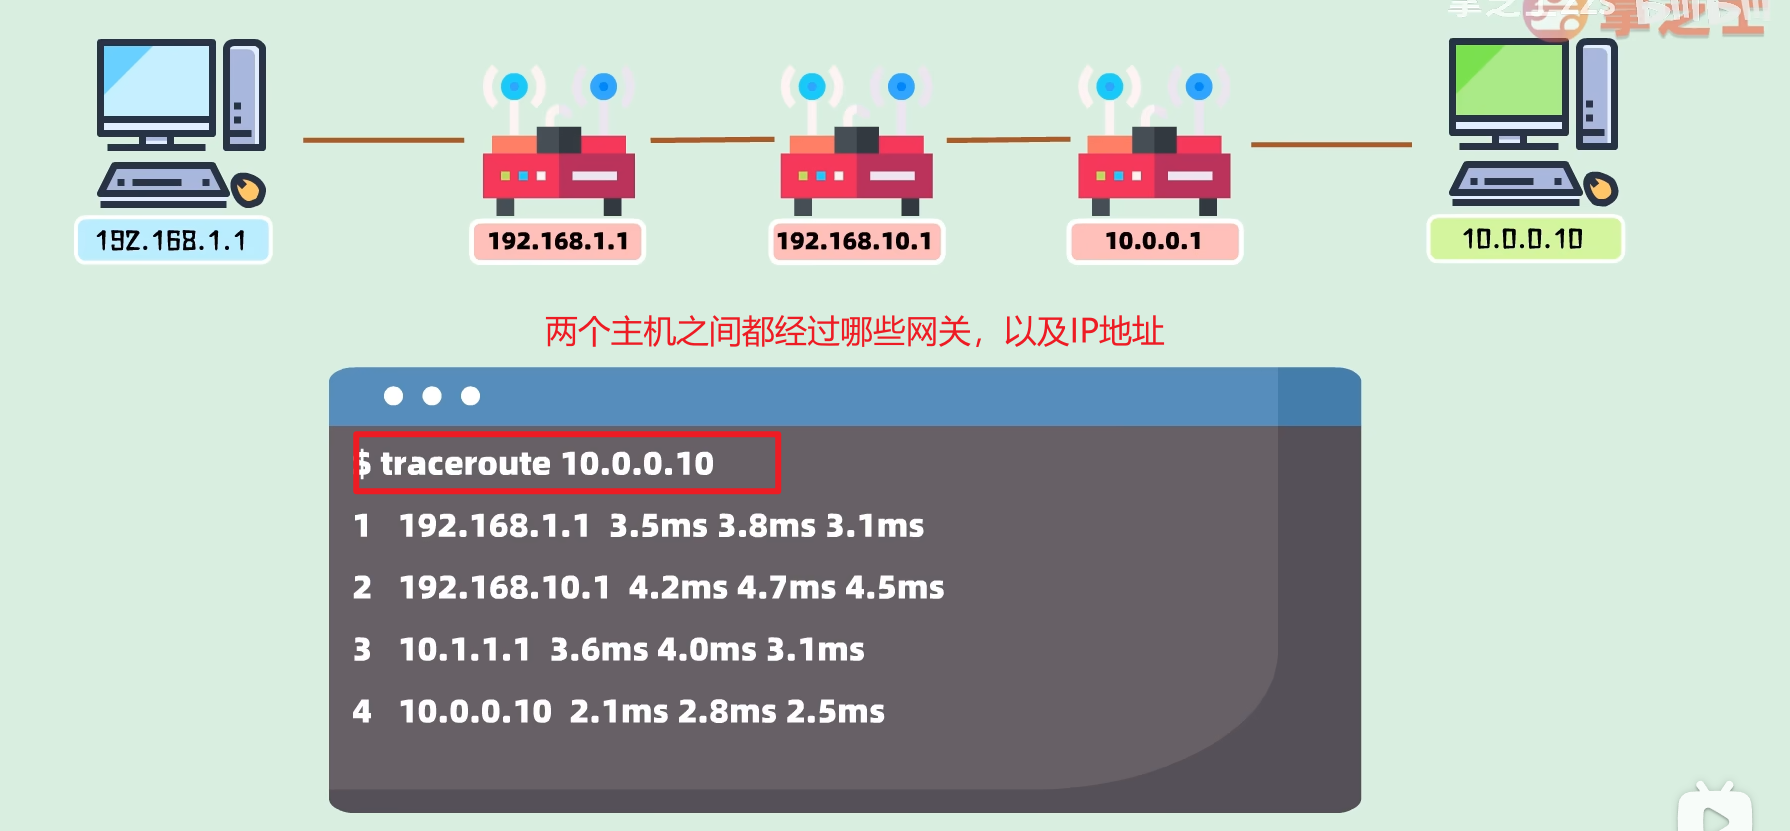 192.168.1.1
192.168.1.1
192.168.10.1
10.0.0.1
10.0.0.10
两个主机之间都经过哪些网关，以及IP地址
$ traceroute 10.0.0.10
1 192.168.1.1 3.5ms 3.8ms 3.1ms
2 192.168.10.1 4.2ms 4.7ms 4.5ms
3 10.1.1.1 3.6ms 4.0ms 3.1ms
4 10.0.0.10 2.1ms 2.8ms 2.5ms